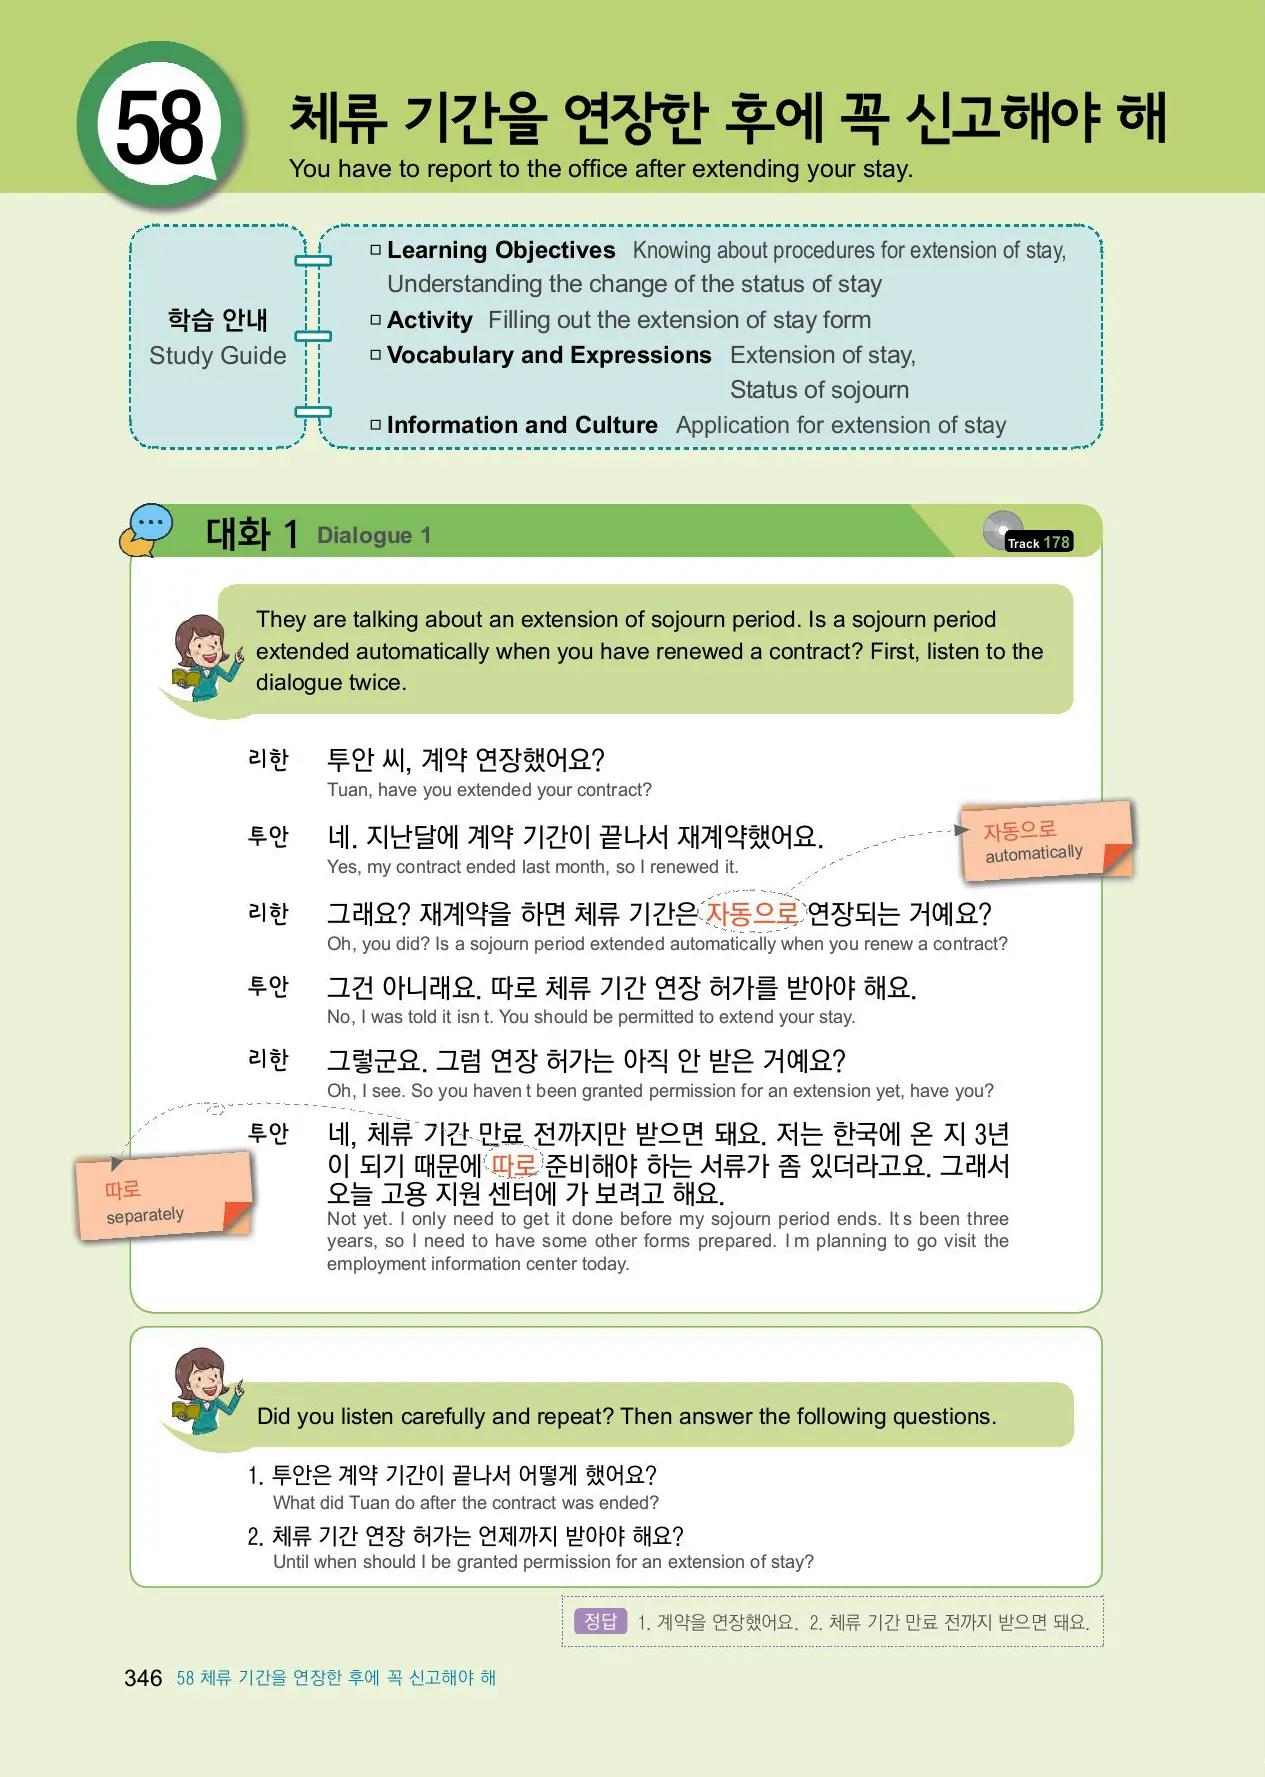 58
체류 기간을 연장한 후에 꼭 신고해야 해
You have to report to the office after extending your stay.
학습 안내
Study Guide
Learning Objectives Knowing about procedures for extension of stay,
Understanding the change of the status of stay
Activity Filling out the extension of stay form
Vocabulary and Expressions Extension of stay,
Status of sojourn
Information and Culture Application for extension of stay
대화 1 Dialogue 1
Track 178
They are talking about an extension of sojourn period. Is a sojourn period
extended automatically when you have renewed a contract? First, listen to the
dialogue twice.
리한 투안 씨, 계약 연장했어요?
Tuan, have you extended your contract?
투안 네. 지난달에 계약 기간이 끝나서 재계약했어요.
Yes, my contract ended last month, so I renewed it.
자동으로
automatically
리한 그래요? 재계약을 하면 체류 기간은 자동으로 연장되는 거예요?
Oh, you did? Is a sojourn period extended automatically when you renew a contract?
투안 그건 아니래요. 따로 체류 기간 연장 허가를 받아야 해요.
No, I was told it isn t. You should be permitted to extend your stay.
리한 그렇군요. 그럼 연장 허가는 아직 안 받은 거예요?
Oh, I see. So you haven t been granted permission for an extension yet, have you?
투안 네, 체류 기간 만료 전까지만 받으면 돼요. 저는 한국에 온 지 3년
이 되기 때문에 따로 준비해야 하는 서류가 좀 있더라고요. 그래서
오늘 고용 지원 센터에 가 보려고 해요.
Not yet. I only need to get it done before my sojourn period ends. It s been three
years, so I need to have some other forms prepared. I m planning to go visit the
employment information center today.
따로
separately
Did you listen carefully and repeat? Then answer the following questions.
1. 투안은 계약 기간이 끝나서 어떻게 했어요?
What did Tuan do after the contract was ended?
2. 체류 기간 연장 허가는 언제까지 받아야 해요?
Until when should I be granted permission for an extension of stay?
정답 1. 계약을 연장했어요. 2. 체류 기간 만료 전까지 받으면 돼요.
346 58 체류 기간을 연장한 후에 꼭 신고해야 해